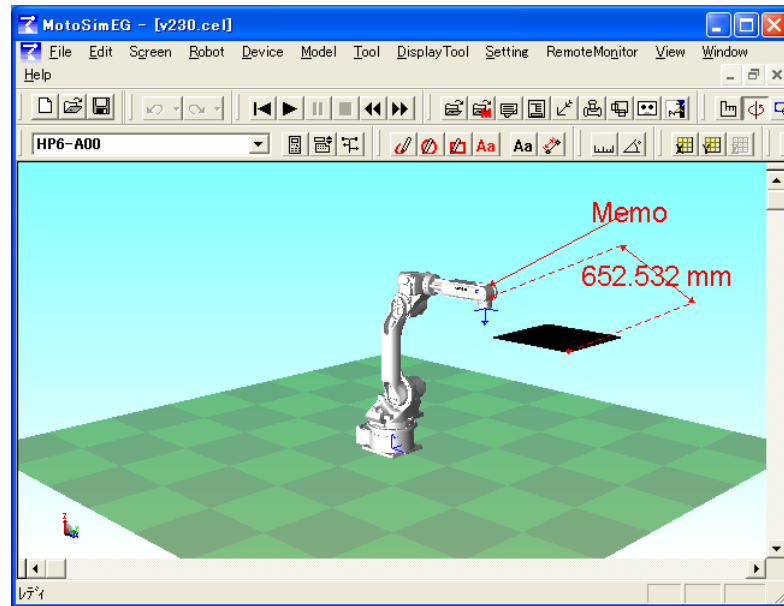 MotoSimEG - [v230.cel]
File Edit Screen Robot Device Model Tool DisplayTool Setting RemoteMonitor View Window
Help
HP6-A00
Aa Aa
Memo
652.532 mm
ﾚﾃﾞｨ